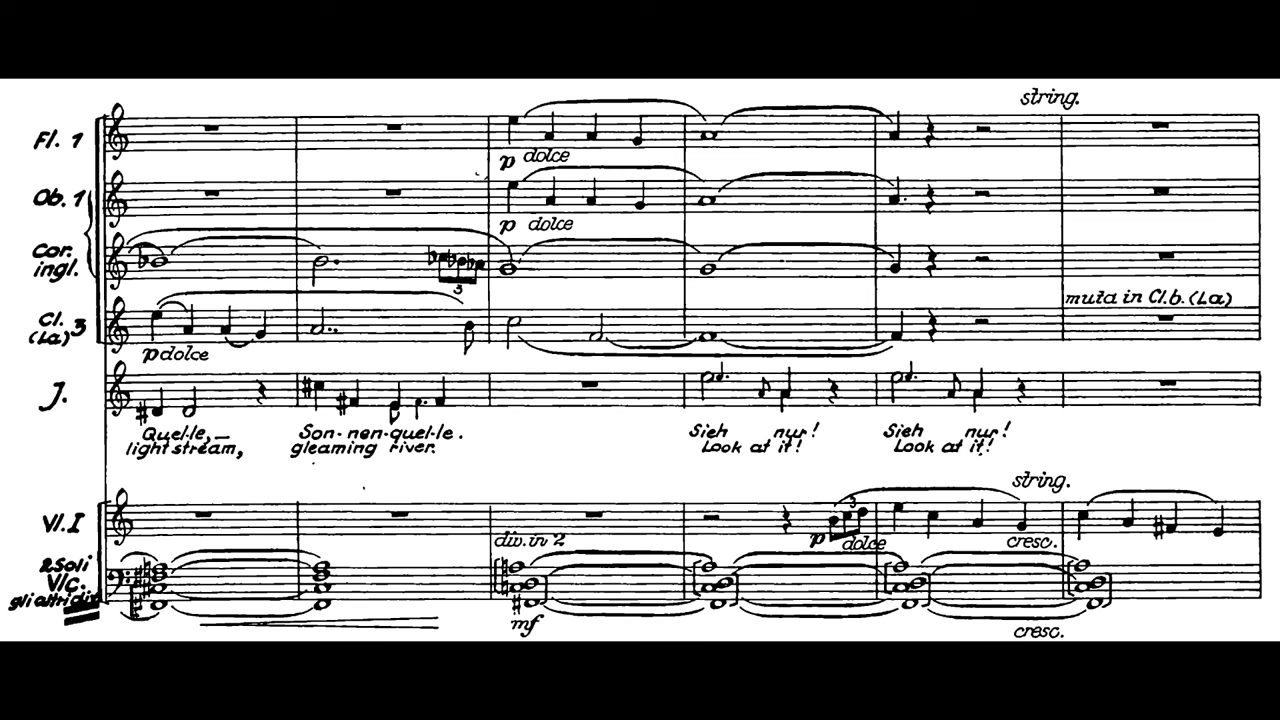 string.
Fl. 1
p dolce
Ob. 1
p dolce
Cor.
ingl.
3
muta in Cl.b. (La)
Cl. 3
(La)
p dolce
J.
Quel-le, Son-nen-quel-le. Sieh nur! Sieh nur!
light stream, gleaming river. Look at it! Look at it!
string.
Vl. I
3
p dolce
cresc.
div. in 2
2 Soli
Vlc.
gli altri div.
mf
cresc.